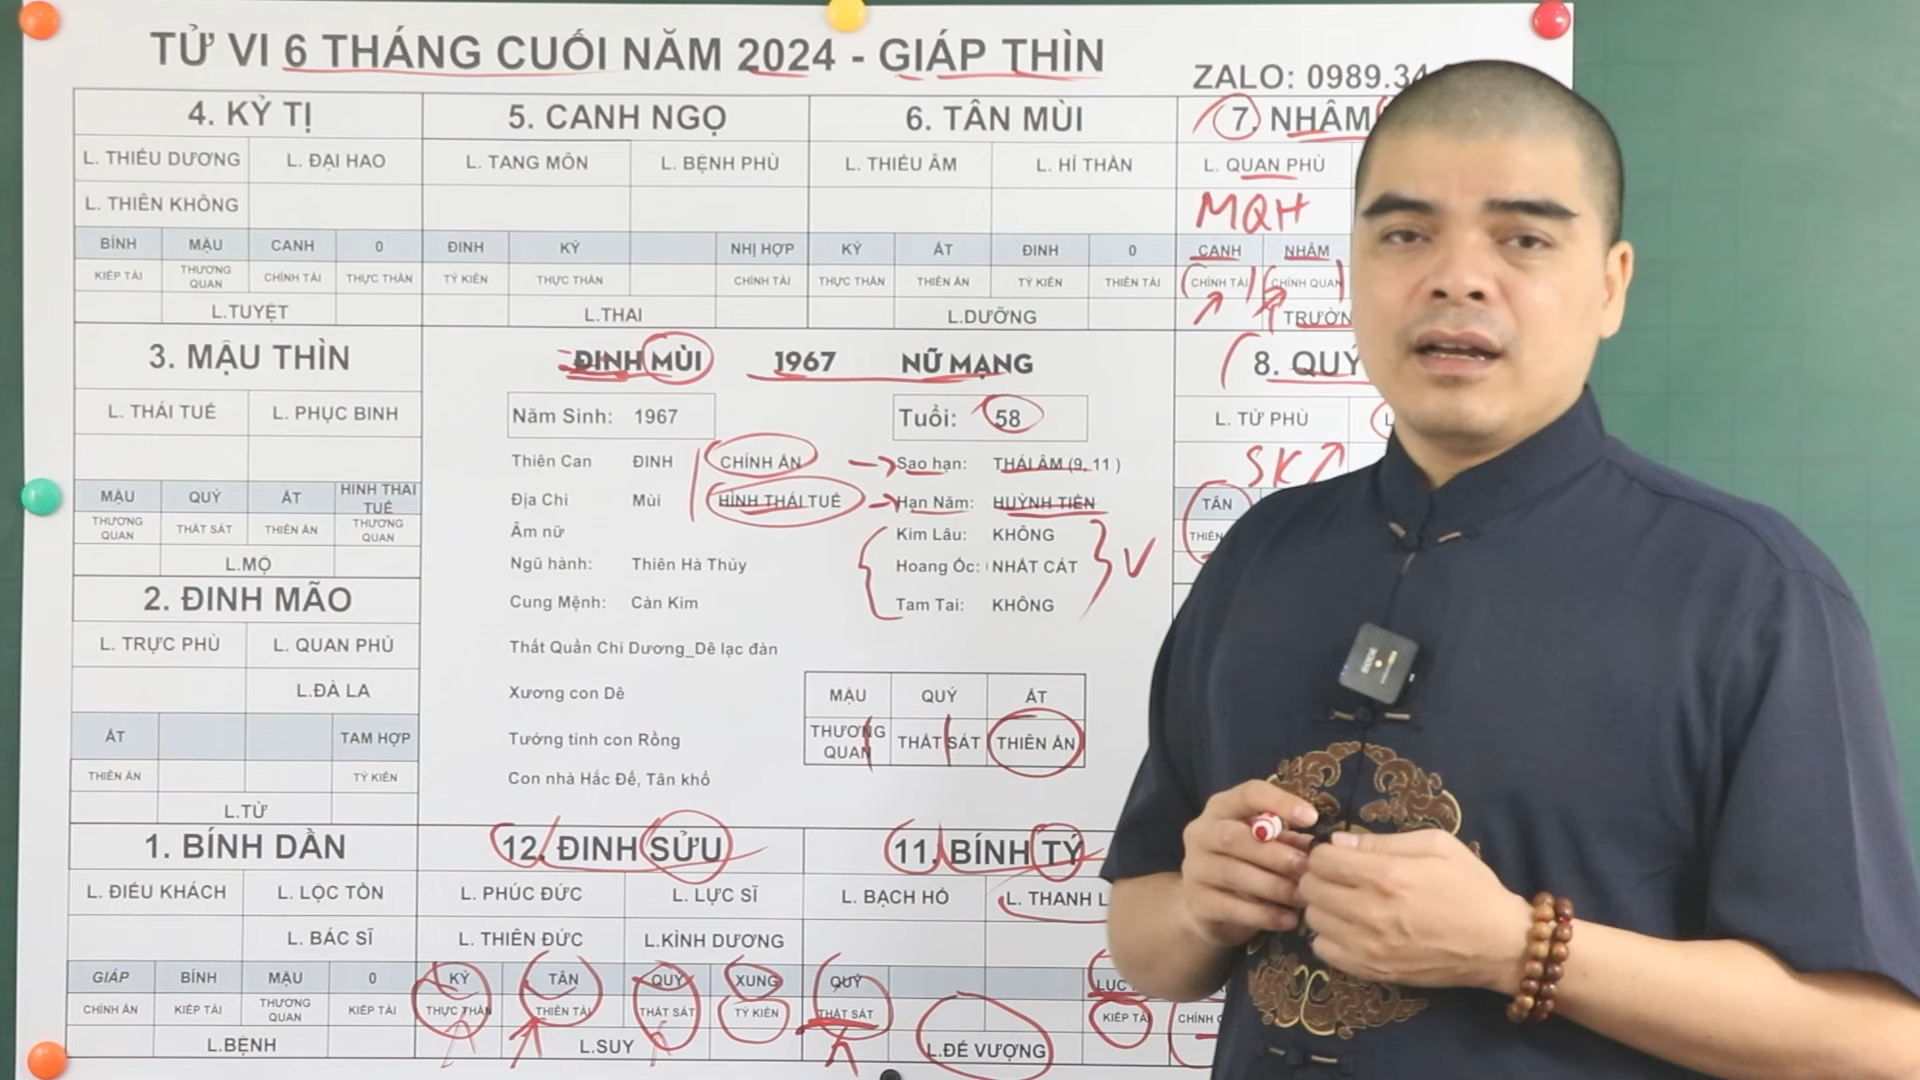 TỬ VI 6 THÁNG CUỐI NĂM 2024 - GIÁP THÌN
ZALO: 0989.34
4. KỶ TỊ
5. CANH NGỌ
6. TÂN MÙI
7. NHÂM
L. THIẾU DƯƠNG
L. ĐẠI HAO
L. TANG MÔN
L. BỆNH PHÙ
L. THIẾU ÂM
L. HỈ THẦN
L. QUAN PHÙ
L. THIÊN KHÔNG
MQH
BÍNH MẬU CANH 0
ĐINH KỶ NHỊ HỢP
KỶ ẤT ĐINH 0
CANH NHÂM
KIẾP TÀI THƯƠNG QUAN CHÍNH TÀI THỰC THẦN
TỶ KIÊN THỰC THẦN CHÍNH TÀI
THỰC THẦN THIÊN ẤN TỶ KIÊN THIÊN TÀI
CHÍNH TÀI CHÍNH QUAN
L.TUYỆT
L.THAI
L.DƯỠNG
3. MẬU THÌN
ĐINH MÙI 1967 NỮ MẠNG
8. QUÝ
L. THÁI TUẾ
L. PHỤC BINH
Năm Sinh: 1967
Tuổi: 58
L. TỬ PHÙ
SK
Thiên Can ĐINH CHÍNH ẤN
Sao hạn: THÁI ÂM (9, 11 )
Địa Chi Mùi HÌNH THÁI TUẾ
Hạn Năm: HUỲNH TIỀN
MẬU QUÝ ẤT HÌNH THÁI TUẾ
TÂN
THƯƠNG QUAN THẤT SÁT THIÊN ẤN THƯƠNG QUAN
THIÊN
Âm nữ
Kim Lâu: KHÔNG
V
L.MỘ
Ngũ hành: Thiên Hà Thủy
Hoang Ốc: NHẤT CÁT
2. ĐINH MÃO
Cung Mệnh: Càn Kim
Tam Tai: KHÔNG
L. TRỰC PHÙ
L. QUAN PHỦ
Thất Quần Chi Dương_Dê lạc đàn
L.ĐÀ LA
Xương con Dê
MẬU QUÝ ẤT
ẤT TAM HỢP
Tướng tinh con Rồng
THƯƠNG QUAN THẤT SÁT THIÊN ẤN
THIÊN ẤN TỶ KIÊN
Con nhà Hắc Đế, Tân khổ
L.TỬ
1. BÍNH DẦN
12. ĐINH SỬU
11. BÍNH TÝ
L. ĐIẾU KHÁCH
L. LỘC TỒN
L. PHÚC ĐỨC
L. LỰC SĨ
L. BẠCH HỔ
L. THANH L
L. BÁC SĨ
L. THIÊN ĐỨC
L.KÌNH DƯƠNG
GIÁP BÍNH MẬU 0
KỶ TÂN QUÝ XUNG
QUÝ LỤC
CHÍNH ẤN KIẾP TÀI THƯƠNG QUAN KIẾP TÀI
THỰC THẦN THIÊN TÀI THẤT SÁT TỶ KIÊN
THẤT SÁT KIẾP TÀI CHÍNH
L.BỆNH
L.SUY
L.ĐẾ VƯỢNG